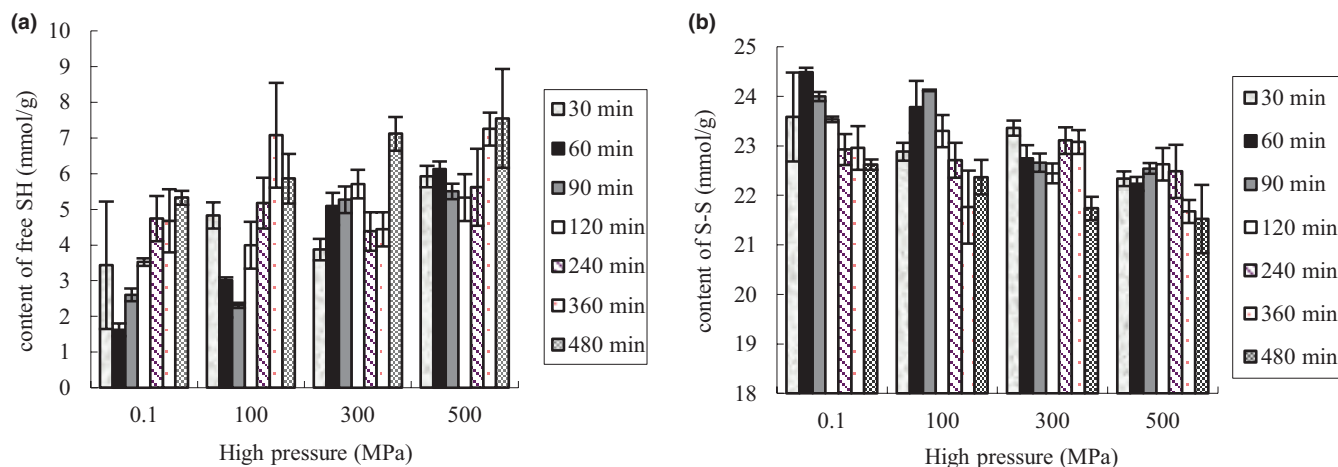 (a)
10
9
8
7
6
5
4
3
2
1
0
content of free SH (mmol/g)
0.1 100 300 500
High pressure (MPa)
30 min
60 min
90 min
120 min
240 min
360 min
480 min
(b)
25
24
23
22
21
20
19
18
content of S-S (mmol/g)
0.1 100 300 500
High pressure (MPa)
30 min
60 min
90 min
120 min
240 min
360 min
480 min